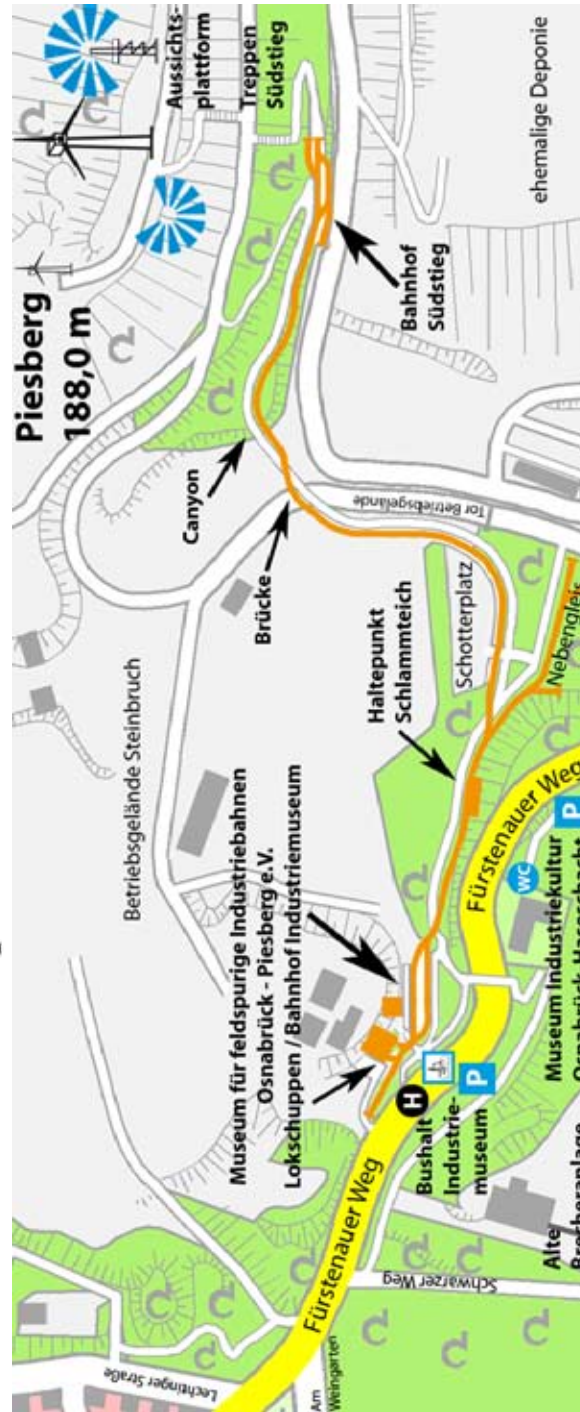 Piesberg
188,0 m
Aussichts-
plattform
Treppen
Südstieg
Canyon
Brücke
Bahnhof
Südstieg
ehemalige Deponie
Tor Betriebsgelände
Betriebsgelände Steinbruch
Schotterplatz
Haltepunkt
Schlammteich
Nebengleis
Museum für feldspurige Industriebahnen
Osnabrück - Piesberg e.V.
Lokschuppen / Bahnhof Industriemuseum
Fürstenauer Weg
WC
P
Museum Industriekultur
Osnabrück Haseschacht
H
P
Bushalt
Industrie-
museum
Fürstenauer Weg
Alte
Brecheranlage
Schwarzer Weg
Lechtinger Straße
Am
Weingarten